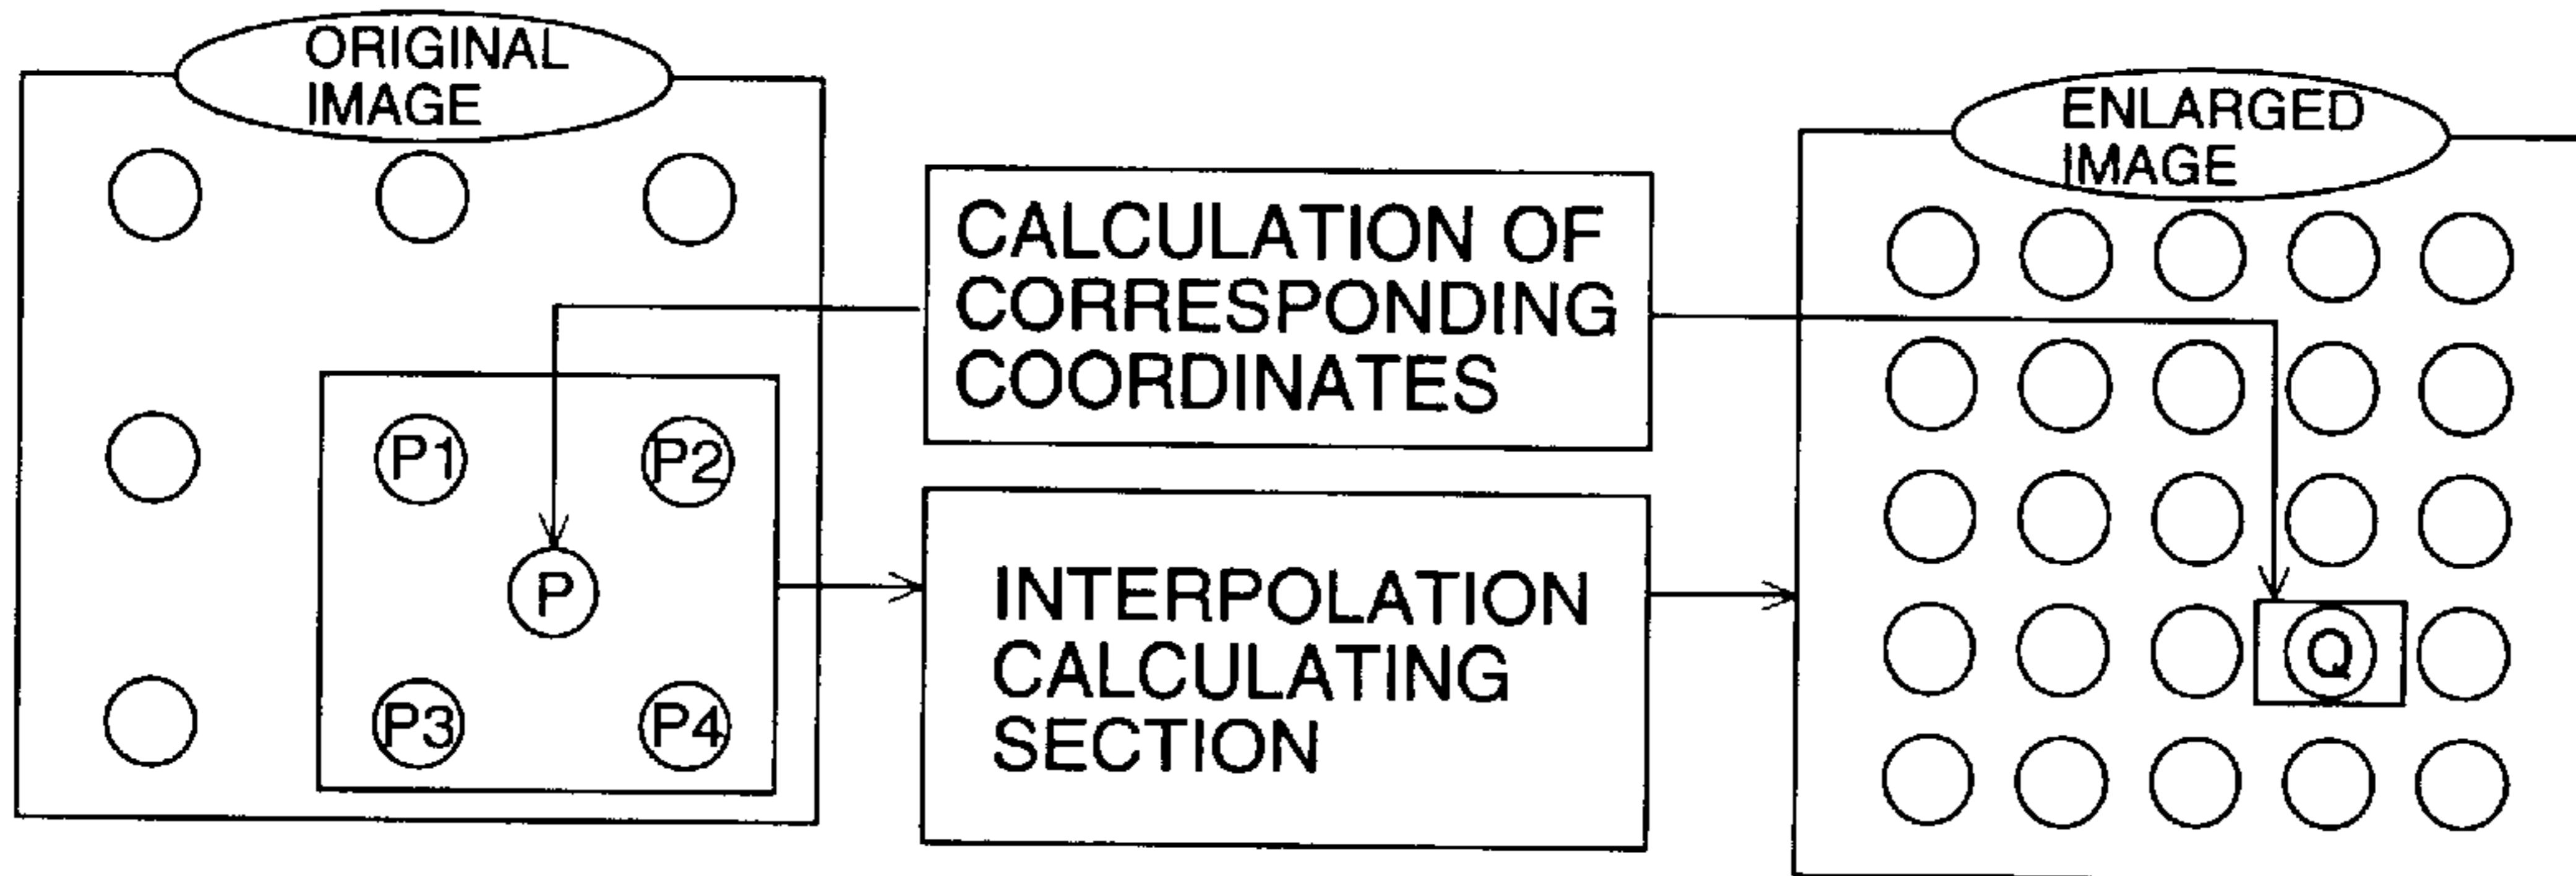 ORIGINAL
IMAGE
P1
P2
P
P3
P4
CALCULATION OF
CORRESPONDING
COORDINATES
INTERPOLATION
CALCULATING
SECTION
ENLARGED
IMAGE
Q